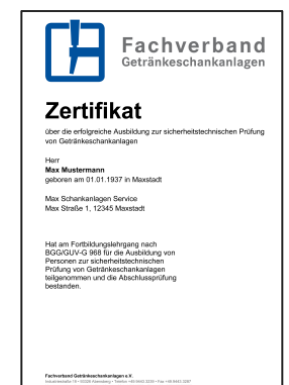 Fachverband
Getränkeschankanlagen
Zertifikat
über die erfolgreiche Ausbildung zur sicherheitstechnischen Prüfung
von Getränkeschankanlagen
Herr
Max Mustermann
geboren am 01.01.1937 in Maxstadt
Max Schankanlagen Service
Max Straße 1, 12345 Maxstadt
Hat am Fortbildungslehrgang nach
BGG/GUV-G 968 für die Ausbildung von
Personen zur sicherheitstechnischen
Prüfung von Getränkeschankanlagen
teilgenommen und die Abschlussprüfung
bestanden.
Fachverband Getränkeschankanlagen e.V.